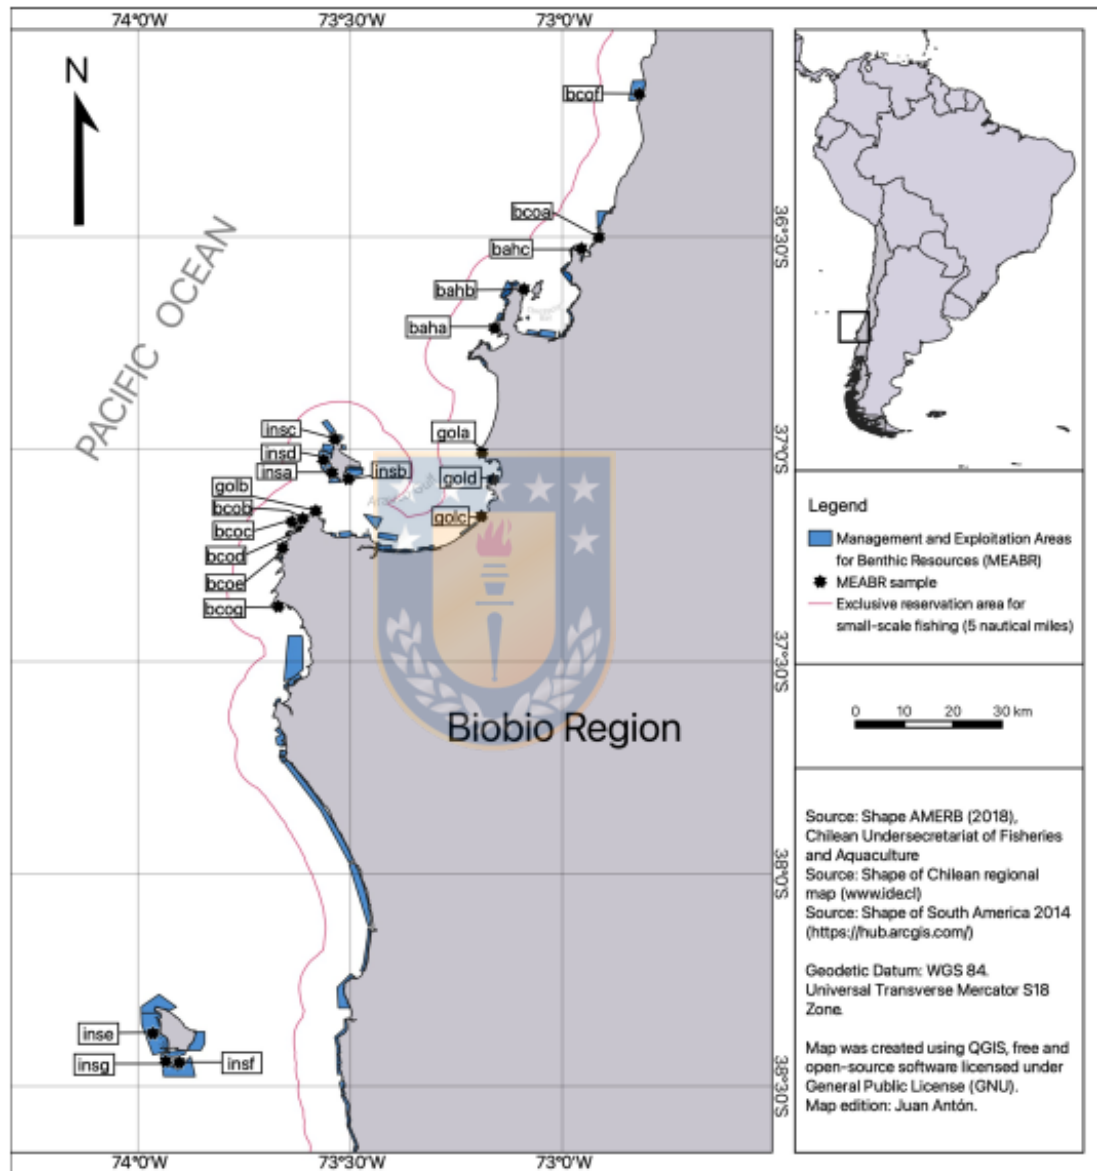 74°0'W 73°30'W 73°0'W
N
PACIFIC OCEAN
bcof
bcoa
bahc
bahb
baha
insc
insd
insa
insb
gola
gold
golc
golb
bcob
bcoc
bcod
bcoe
bcog
Biobio Region
inse
insg
insf
36°30'S
37°0'S
37°30'S
38°0'S
38°30'S
74°0'W 73°30'W 73°0'W
Legend
Management and Exploitation Areas
for Benthic Resources (MEABR)
MEABR sample
Exclusive reservation area for
small-scale fishing (5 nautical miles)
0 10 20 30 km
Source: Shape AMERB (2018),
Chilean Undersecretariat of Fisheries
and Aquaculture
Source: Shape of Chilean regional
map (www.ide.cl)
Source: Shape of South America 2014
(https://hub.arcgis.com/)
Geodetic Datum: WGS 84.
Universal Transverse Mercator S18
Zone.
Map was created using QGIS, free and
open-source software licensed under
General Public License (GNU).
Map edition: Juan Antón.